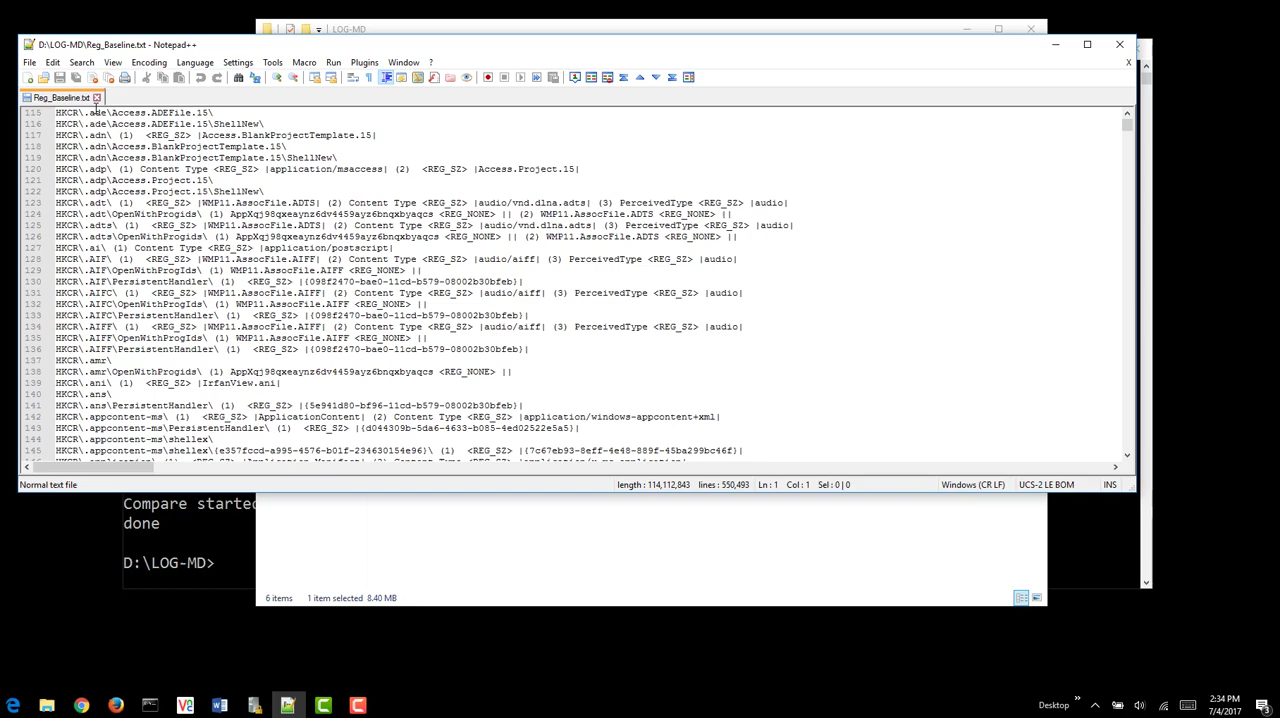 LOG-MD
D:\LOG-MD\Reg_Baseline.txt - Notepad++
File Edit Search View Encoding Language Settings Tools Macro Run Plugins Window ? X
Reg_Baseline.txt
115 HKCR\.ade\Access.ADEFile.15\
116 HKCR\.ade\Access.ADEFile.15\ShellNew\
117 HKCR\.adn\ (1) <REG_SZ> |Access.BlankProjectTemplate.15|
118 HKCR\.adn\Access.BlankProjectTemplate.15\
119 HKCR\.adn\Access.BlankProjectTemplate.15\ShellNew\
120 HKCR\.adp\ (1) Content Type <REG_SZ> |application/msaccess| (2) <REG_SZ> |Access.Project.15|
121 HKCR\.adp\Access.Project.15\
122 HKCR\.adp\Access.Project.15\ShellNew\
123 HKCR\.adt\ (1) <REG_SZ> |WMP11.AssocFile.ADTS| (2) Content Type <REG_SZ> |audio/vnd.dlna.adts| (3) PerceivedType <REG_SZ> |audio|
124 HKCR\.adt\OpenWithProgids\ (1) AppXqj98qxeaynz6dv4459ayz6bnqxbyaqcs <REG_NONE> || (2) WMP11.AssocFile.ADTS <REG_NONE> ||
125 HKCR\.adts\ (1) <REG_SZ> |WMP11.AssocFile.ADTS| (2) Content Type <REG_SZ> |audio/vnd.dlna.adts| (3) PerceivedType <REG_SZ> |audio|
126 HKCR\.adts\OpenWithProgids\ (1) AppXqj98qxeaynz6dv4459ayz6bnqxbyaqcs <REG_NONE> || (2) WMP11.AssocFile.ADTS <REG_NONE> ||
127 HKCR\.ai\ (1) Content Type <REG_SZ> |application/postscript|
128 HKCR\.AIF\ (1) <REG_SZ> |WMP11.AssocFile.AIFF| (2) Content Type <REG_SZ> |audio/aiff| (3) PerceivedType <REG_SZ> |audio|
129 HKCR\.AIF\OpenWithProgIds\ (1) WMP11.AssocFile.AIFF <REG_NONE> ||
130 HKCR\.AIF\PersistentHandler\ (1) <REG_SZ> |{098f2470-bae0-11cd-b579-08002b30bfeb}|
131 HKCR\.AIFC\ (1) <REG_SZ> |WMP11.AssocFile.AIFF| (2) Content Type <REG_SZ> |audio/aiff| (3) PerceivedType <REG_SZ> |audio|
132 HKCR\.AIFC\OpenWithProgIds\ (1) WMP11.AssocFile.AIFF <REG_NONE> ||
133 HKCR\.AIFC\PersistentHandler\ (1) <REG_SZ> |{098f2470-bae0-11cd-b579-08002b30bfeb}|
134 HKCR\.AIFF\ (1) <REG_SZ> |WMP11.AssocFile.AIFF| (2) Content Type <REG_SZ> |audio/aiff| (3) PerceivedType <REG_SZ> |audio|
135 HKCR\.AIFF\OpenWithProgIds\ (1) WMP11.AssocFile.AIFF <REG_NONE> ||
136 HKCR\.AIFF\PersistentHandler\ (1) <REG_SZ> |{098f2470-bae0-11cd-b579-08002b30bfeb}|
137 HKCR\.amr\
138 HKCR\.amr\OpenWithProgids\ (1) AppXqj98qxeaynz6dv4459ayz6bnqxbyaqcs <REG_NONE> ||
139 HKCR\.ani\ (1) <REG_SZ> |IrfanView.ani|
140 HKCR\.ans\
141 HKCR\.ans\PersistentHandler\ (1) <REG_SZ> |{5e941d80-bf96-11cd-b579-08002b30bfeb}|
142 HKCR\.appcontent-ms\ (1) <REG_SZ> |ApplicationContent| (2) Content Type <REG_SZ> |application/windows-appcontent+xml|
143 HKCR\.appcontent-ms\PersistentHandler\ (1) <REG_SZ> |{d044309b-5da6-4633-b085-4ed02522e5a5}|
144 HKCR\.appcontent-ms\shellex\
145 HKCR\.appcontent-ms\shellex\{e357fccd-a995-4576-b01f-234630154e96}\ (1) <REG_SZ> |{7c67eb93-8eff-4e48-889f-45ba299bc46f}|
Normal text file length : 114,112,843 lines : 550,493 Ln : 1 Col : 1 Sel : 0 | 0 Windows (CR LF) UCS-2 LE BOM INS
Compare started
done
D:\LOG-MD>
6 items 1 item selected 8.40 MB
Desktop
2:34 PM
7/4/2017